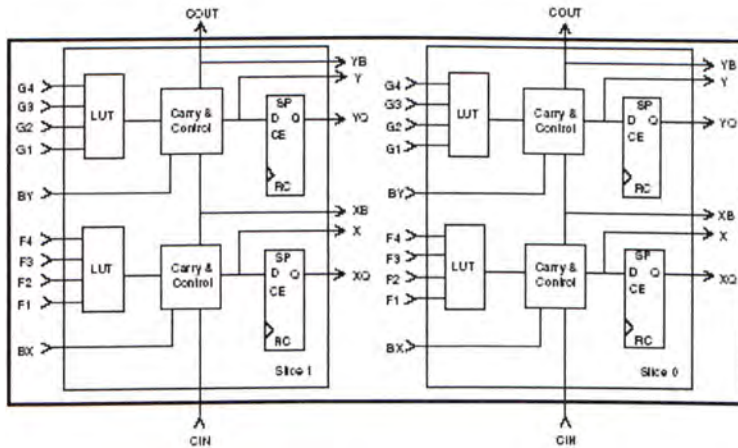 COUT
COUT
YB
Y
G4
G3
G2
G1
LUT
Carry & Control
SP
D Q
CE
RC
YQ
BY
XB
X
F4
F3
F2
F1
LUT
Carry & Control
SP
D Q
CE
RC
XQ
BX
Slice 1
CIN
YB
Y
G4
G3
G2
G1
LUT
Carry & Control
SP
D Q
CE
RC
YQ
BY
XB
X
F4
F3
F2
F1
LUT
Carry & Control
SP
D Q
CE
RC
XQ
BX
Slice 0
CIN